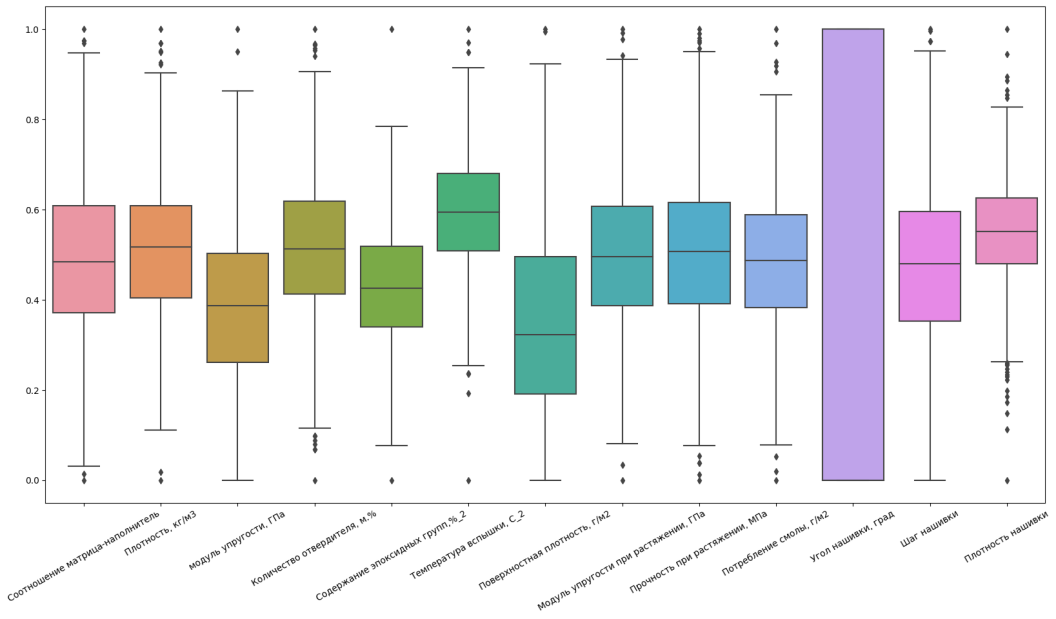 1.0
0.8
0.6
0.4
0.2
0.0
Соотношение матрица-наполнитель
Плотность, кг/м3
модуль упругости, ГПа
Количество отвердителя, м.%
Содержание эпоксидных групп,%_2
Температура вспышки, С_2
Поверхностная плотность, г/м2
Модуль упругости при растяжении, ГПа
Прочность при растяжении, МПа
Потребление смолы, г/м2
Угол нашивки, град
Шаг нашивки
Плотность нашивки